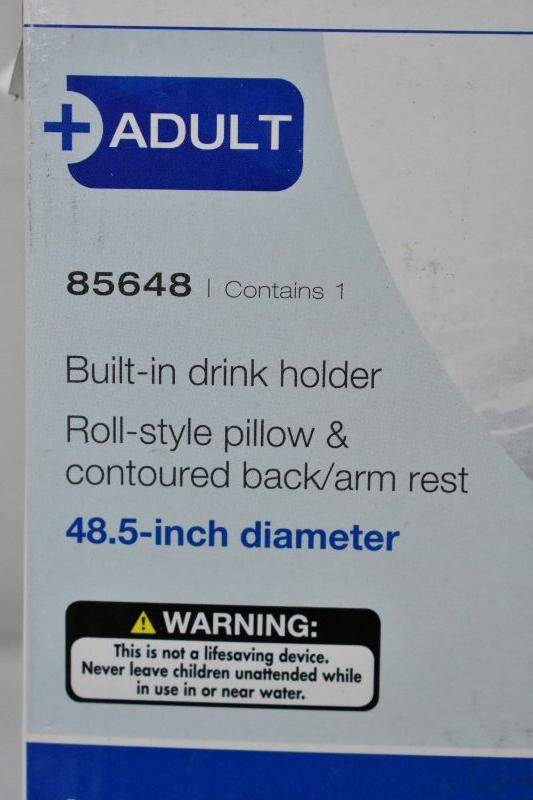 + ADULT
85648 | Contains 1
Built-in drink holder
Roll-style pillow &
contoured back/arm rest
48.5-inch diameter
WARNING:
This is not a lifesaving device.
Never leave children unattended while
in use in or near water.